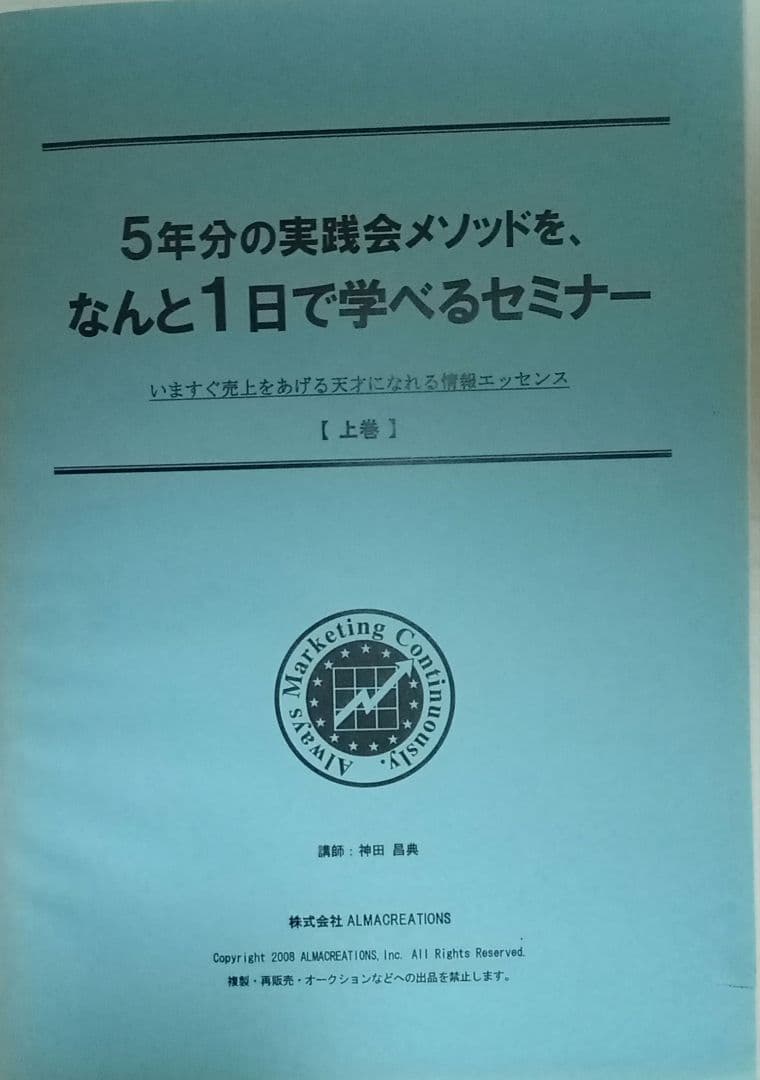 5年分の実践会メソッドを、
なんと1日で学べるセミナー
いますぐ売上をあげる天才になれる情報エッセンス
【 上巻 】
Always Marketing Continuously.
講師：神田 昌典
株式会社 ALMACREATIONS
Copyright 2008 ALMACREATIONS, Inc. All Rights Reserved.
複製・再販売・オークションなどへの出品を禁止します。